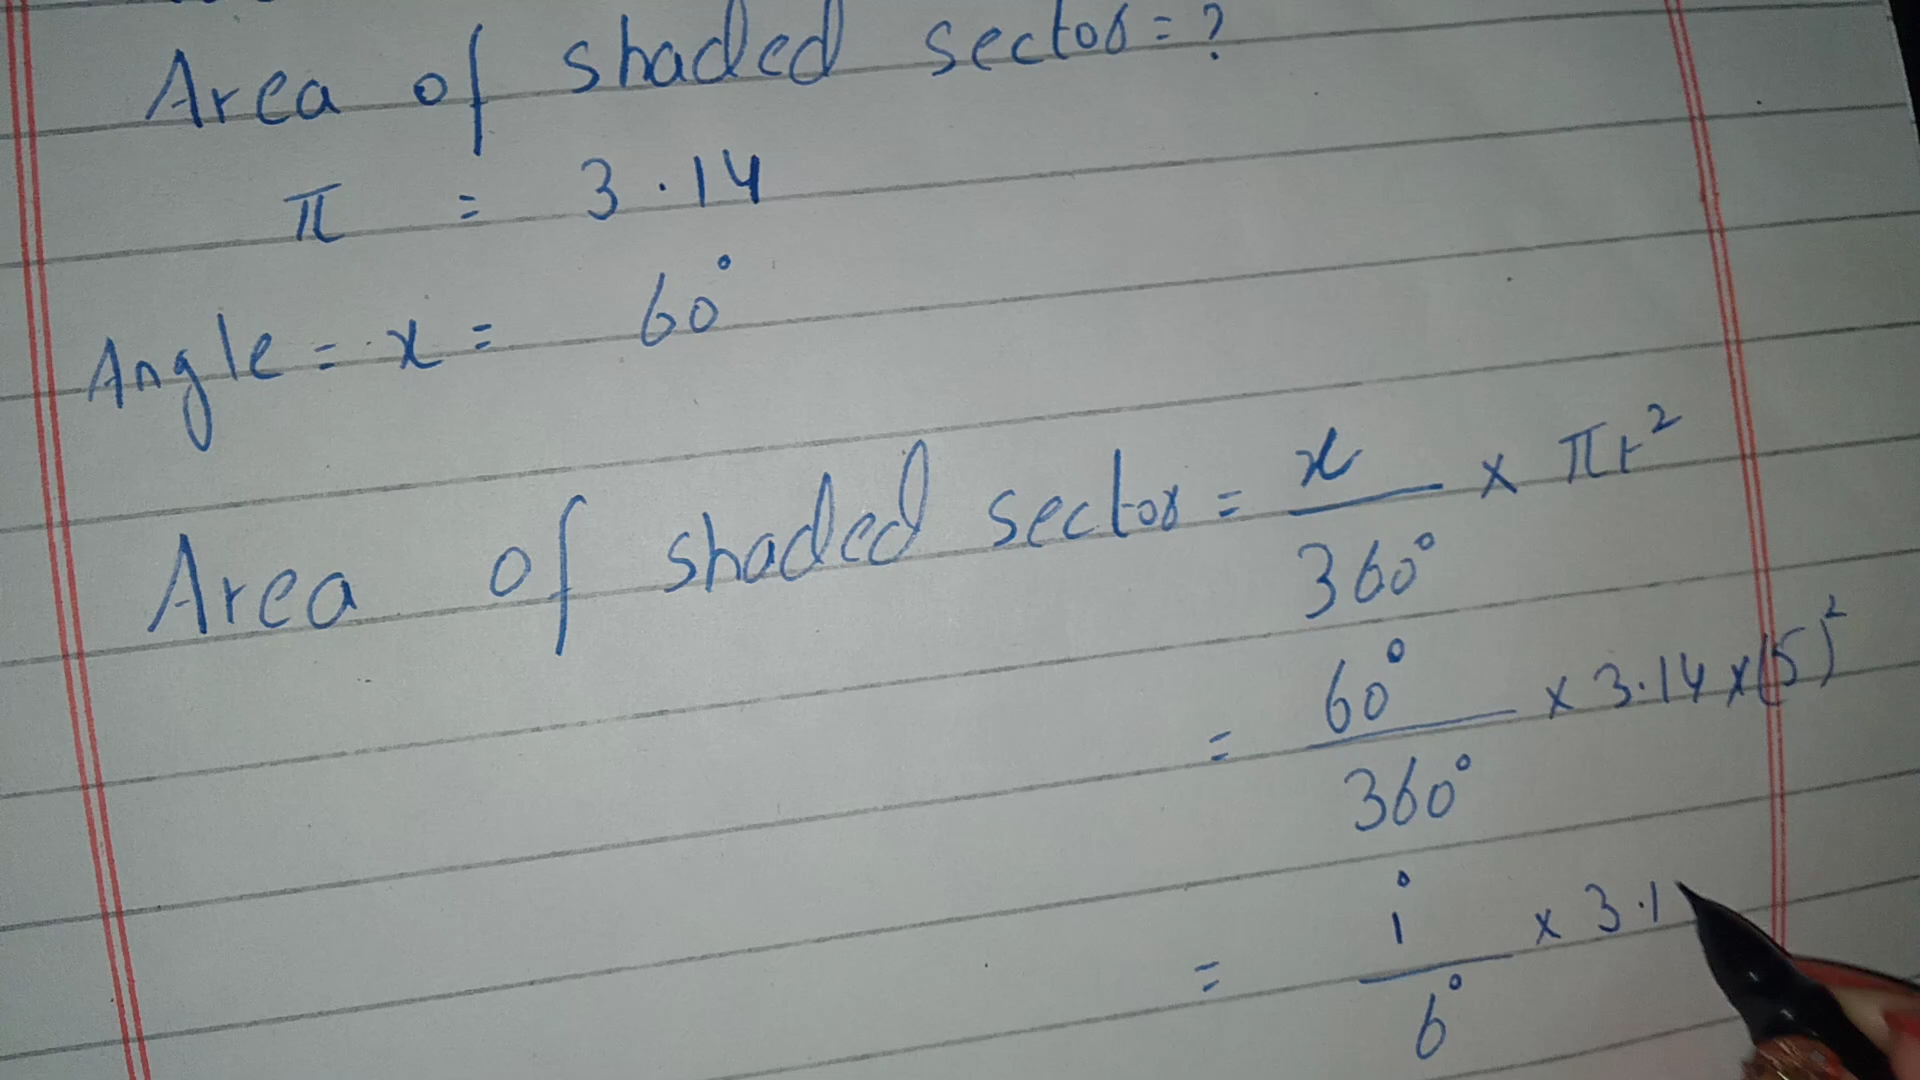 Area of shaded sector = ?
π = 3.14
Angle = x = 60°
Area of shaded sector = x/360° × πr²
= 60°/360° × 3.14 × (5)²
= 1°/6° × 3.1